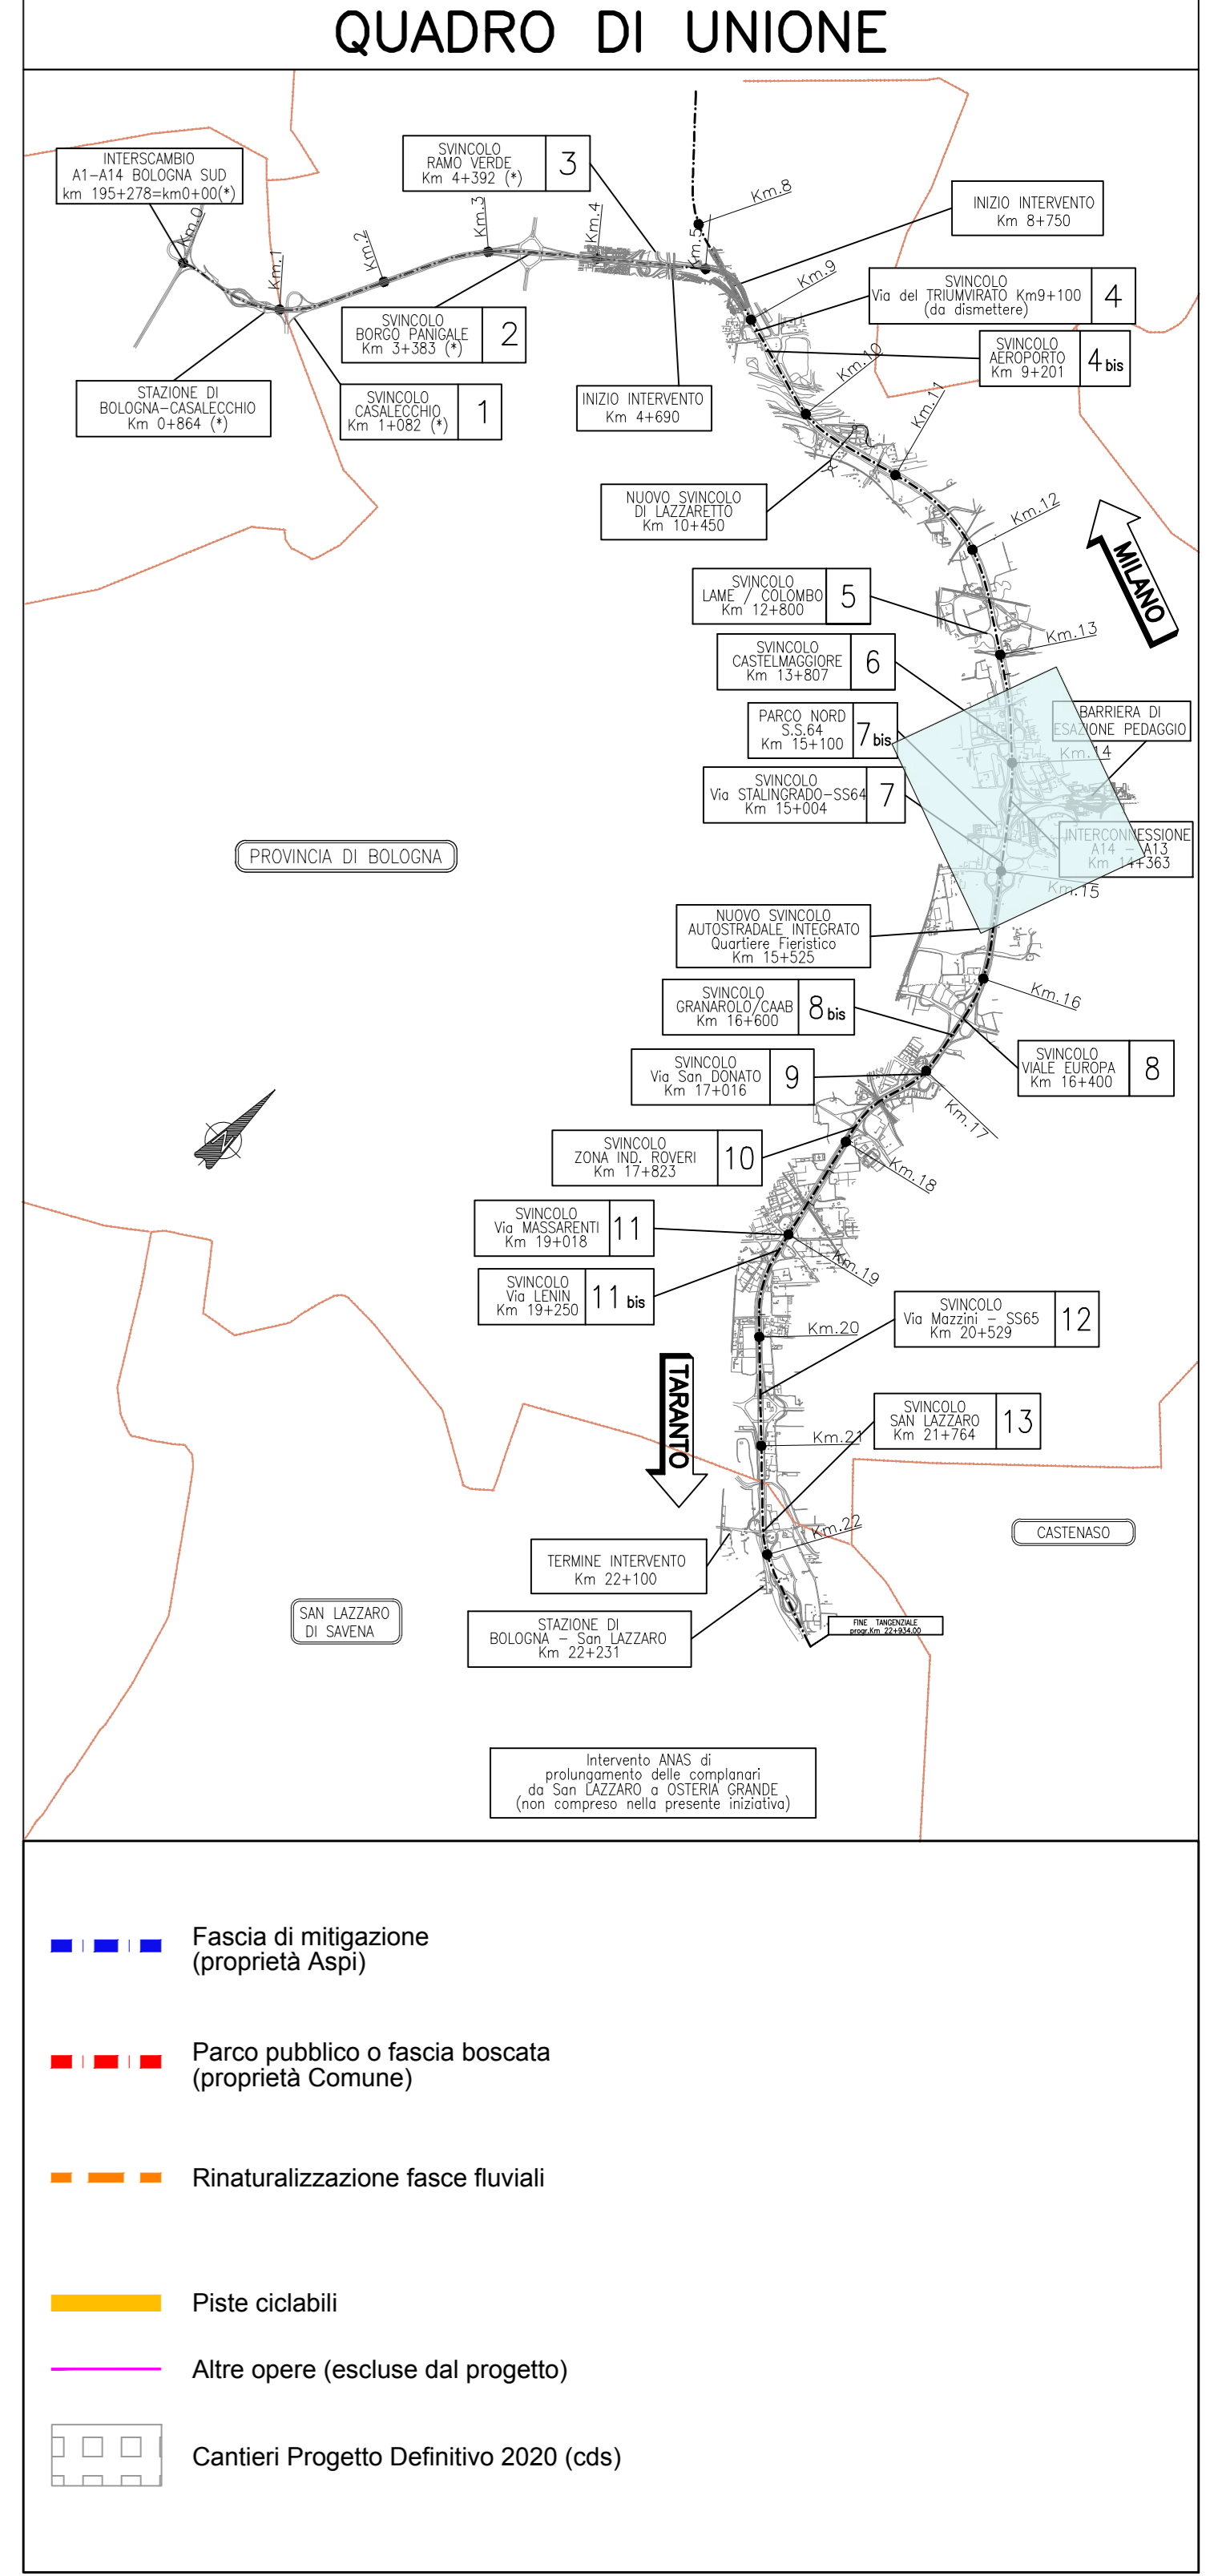 QUADRO DI UNIONE
INTERSCAMBIO
A1-A14 BOLOGNA SUD
km 195+278=km0+00(*)
SVINCOLO
RAMO VERDE
Km 4+392 (*)
3
Km.0
Km.1
Km.2
Km.3
Km.4
Km.5
Km.8
INIZIO INTERVENTO
Km 8+750
Km.9
SVINCOLO
Via del TRIUMVIRATO Km9+100
(da dismettere)
4
SVINCOLO
BORGO PANIGALE
Km 3+383 (*)
2
SVINCOLO
AEROPORTO
Km 9+201
4 bis
Km.10
STAZIONE DI
BOLOGNA-CASALECCHIO
Km 0+864 (*)
SVINCOLO
CASALECCHIO
Km 1+082 (*)
1
INIZIO INTERVENTO
Km 4+690
Km.11
NUOVO SVINCOLO
DI LAZZARETTO
Km 10+450
Km.12
MILANO
SVINCOLO
LAME / COLOMBO
Km 12+800
5
Km.13
SVINCOLO
CASTELMAGGIORE
Km 13+807
6
PARCO NORD
S.S.64
Km 15+100
7 bis
BARRIERA DI
ESAZIONE PEDAGGIO
Km.14
SVINCOLO
Via STALINGRADO-SS64
Km 15+004
7
INTERCONNESSIONE
A14 - A13
Km 14+363
PROVINCIA DI BOLOGNA
Km.15
NUOVO SVINCOLO
AUTOSTRADALE INTEGRATO
Quartiere Fieristico
Km 15+525
Km.16
SVINCOLO
GRANAROLO/CAAB
Km 16+600
8 bis
SVINCOLO
VIALE EUROPA
Km 16+400
8
SVINCOLO
Via San DONATO
Km 17+016
9
Km.17
SVINCOLO
ZONA IND. ROVERI
Km 17+823
10
Km.18
SVINCOLO
Via MASSARENTI
Km 19+018
11
Km.19
SVINCOLO
Via LENIN
Km 19+250
11 bis
SVINCOLO
Via Mazzini - SS65
Km 20+529
12
Km.20
TARANTO
SVINCOLO
SAN LAZZARO
Km 21+764
13
Km.21
Km.22
CASTENASO
TERMINE INTERVENTO
Km 22+100
SAN LAZZARO
DI SAVENA
STAZIONE DI
BOLOGNA - San LAZZARO
Km 22+231
FINE TANGENZIALE
progr.Km 22+934.00
Intervento ANAS di
prolungamento delle complanari
da San LAZZARO a OSTERIA GRANDE
(non compreso nella presente iniziativa)
Fascia di mitigazione
(proprietà Aspi)
Parco pubblico o fascia boscata
(proprietà Comune)
Rinaturalizzazione fasce fluviali
Piste ciclabili
Altre opere (escluse dal progetto)
Cantieri Progetto Definitivo 2020 (cds)